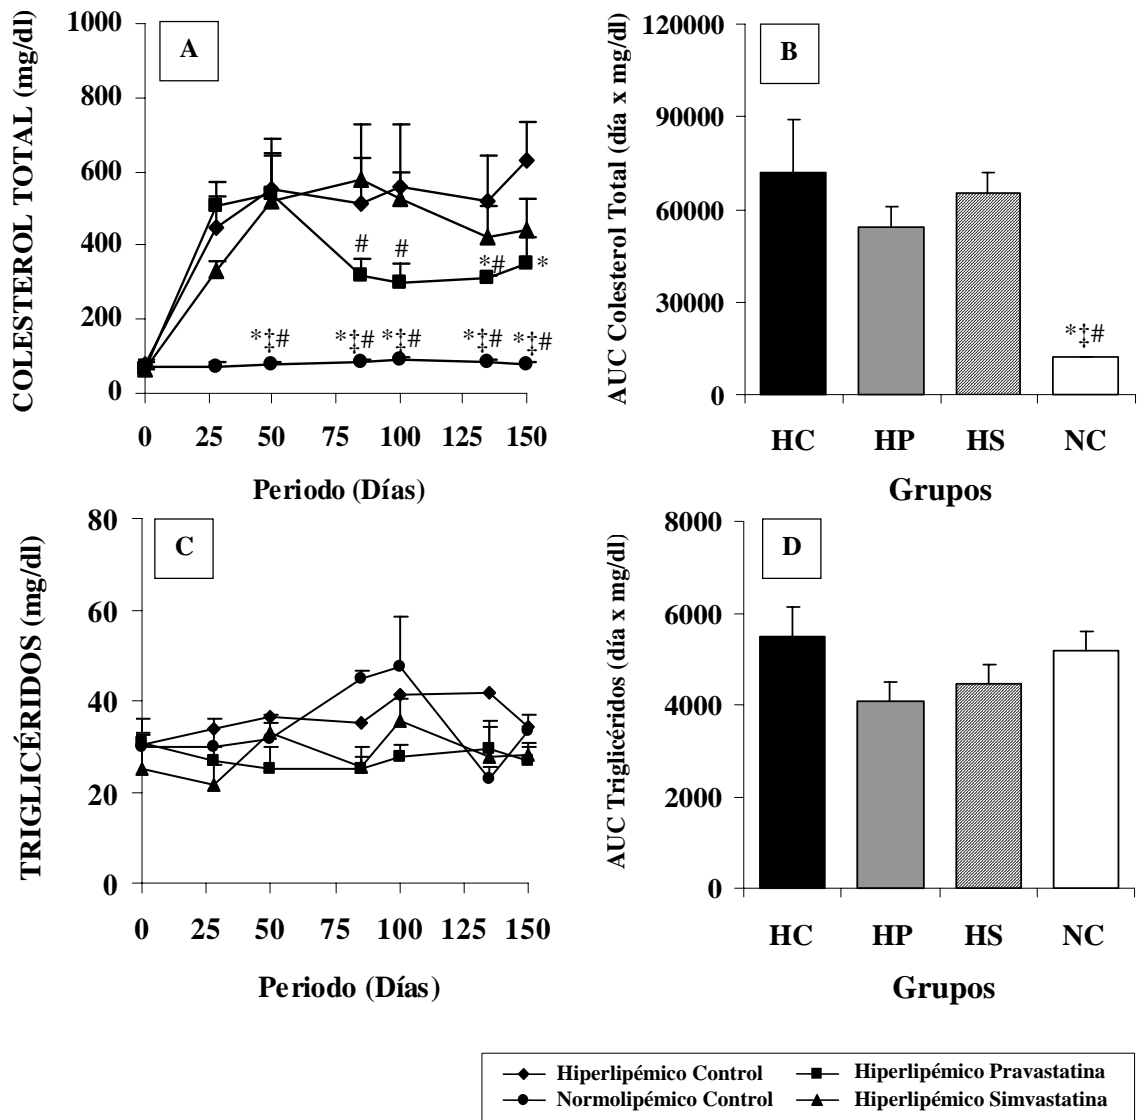 A
COLESTEROL TOTAL (mg/dl)
1000
800
600
400
200
0
# # *# *
*‡# *‡# *‡# *‡# *‡#
0 25 50 75 100 125 150
Periodo (Días)
B
AUC Colesterol Total (día x mg/dl)
120000
90000
60000
30000
0
*‡#
HC HP HS NC
Grupos
C
TRIGLICÉRIDOS (mg/dl)
80
60
40
20
0
0 25 50 75 100 125 150
Periodo (Días)
D
AUC Triglicéridos (día x mg/dl)
8000
6000
4000
2000
0
HC HP HS NC
Grupos
Hiperlipémico Control Hiperlipémico Pravastatina
Normolipémico Control Hiperlipémico Simvastatina